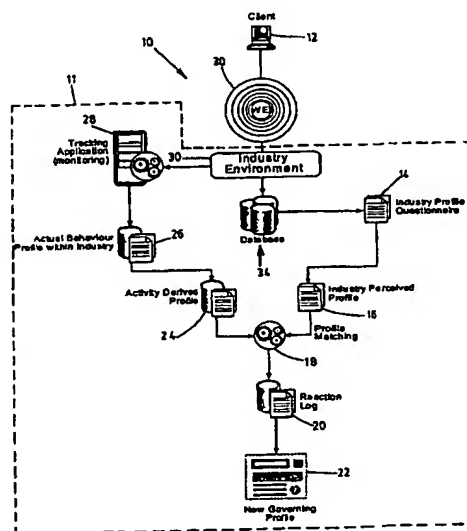 Client
12
10
30
WEB
11
28
Tracking
Application
(monitoring)
30
Industry
Environment
14
Industry Profile
Questionnaire
Database
34
Actual Behaviour
Profile within Industry
26
Activity Derived
Profile
24
Industry Perceived
Profile
16
Profile
Matching
18
Reaction
Log
20
22
New Governing
Profile